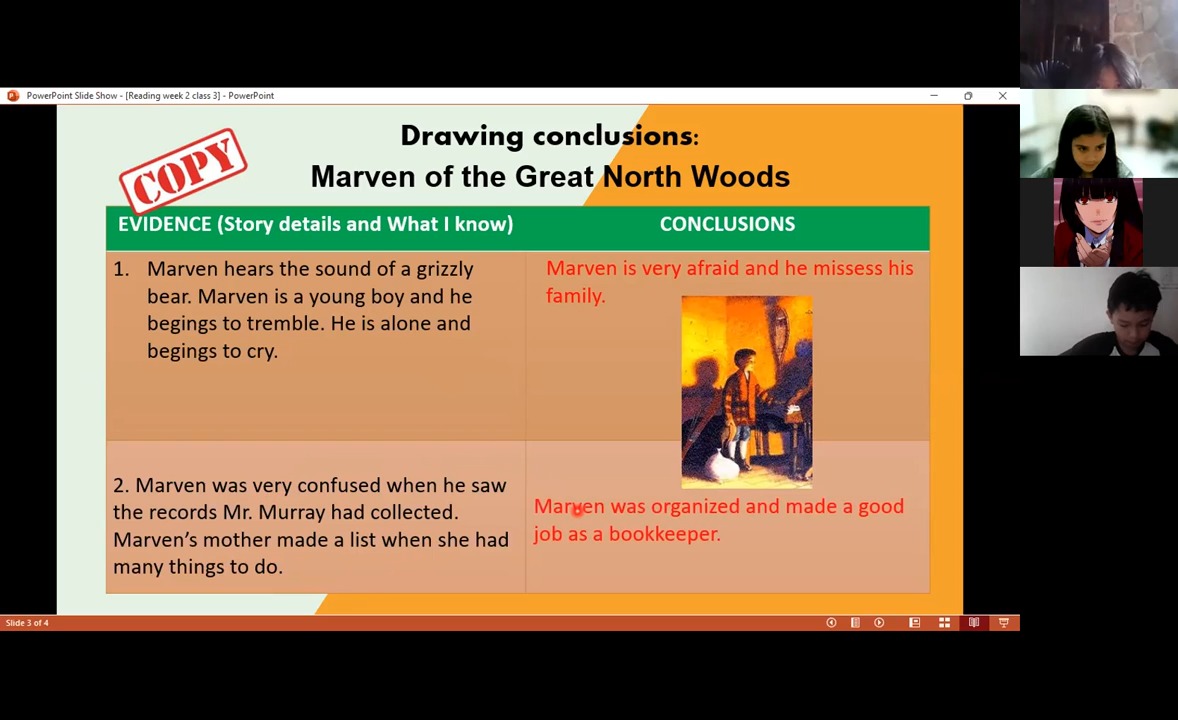 PowerPoint Slide Show - [Reading week 2 class 3] - PowerPoint
COPY
Drawing conclusions:
Marven of the Great North Woods
EVIDENCE (Story details and What I know)
CONCLUSIONS
1. Marven hears the sound of a grizzly
bear. Marven is a young boy and he
begings to tremble. He is alone and
begings to cry.
Marven is very afraid and he missess his
family.
2. Marven was very confused when he saw
the records Mr. Murray had collected.
Marven's mother made a list when she had
many things to do.
Marven was organized and made a good
job as a bookkeeper.
Slide 3 of 4